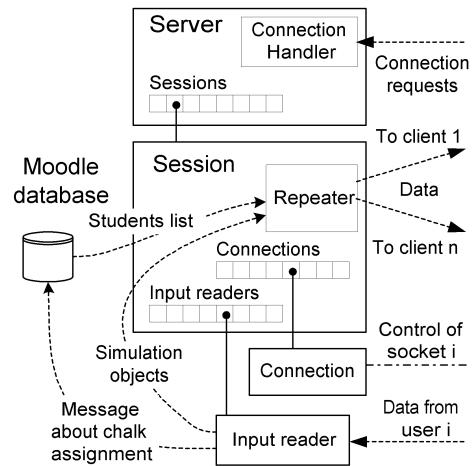 Server
Connection
Handler
Connection
requests
Sessions
To client 1
Session
Moodle
database
Repeater
Data
Students list
To client n
Connections
Input readers
Control of
socket i
Simulation
objects
Connection
Message
about chalk
assignment
Data from
user i
Input reader